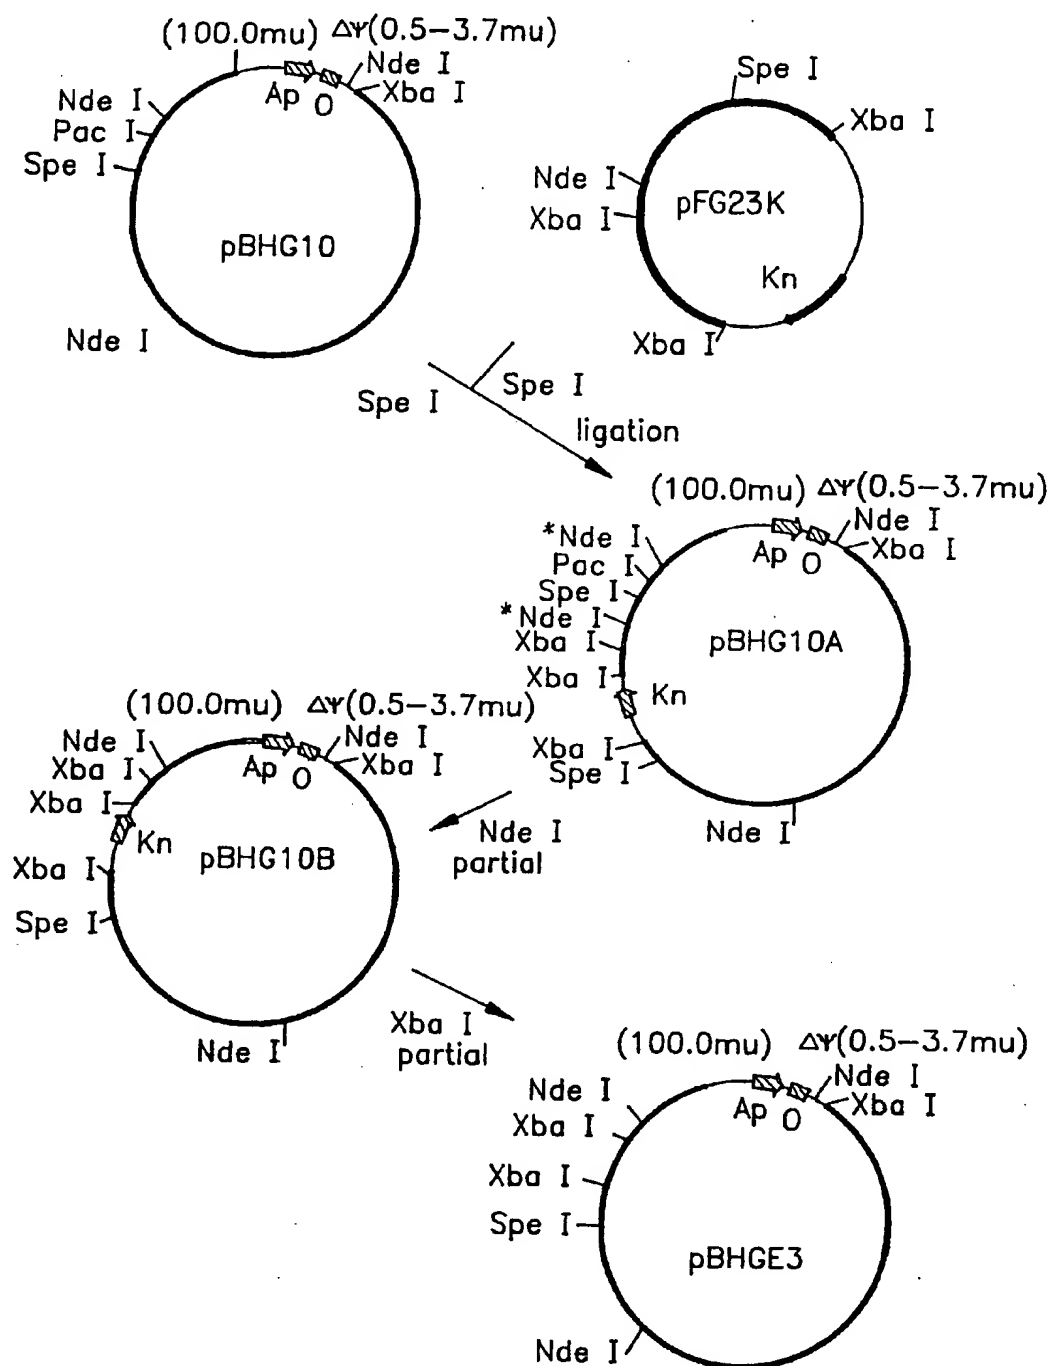 (100.0mu) ΔΨ(0.5-3.7mu)
Nde I
Xba I
Ap O
Nde I
Pac I
Spe I
pBHG10
Nde I
Spe I
Xba I
Nde I
Xba I
pFG23K
Kn
Xba I
Spe I
Spe I
ligation
(100.0mu) ΔΨ(0.5-3.7mu)
Nde I
Xba I
Ap O
*Nde I
Pac I
Spe I
*Nde I
Xba I
Xba I
Kn
pBHG10A
Xba I
Spe I
Nde I
Nde I
partial
(100.0mu) ΔΨ(0.5-3.7mu)
Nde I
Xba I
Ap O
Nde I
Xba I
Xba I
Kn
pBHG10B
Xba I
Spe I
Nde I
Xba I
partial
(100.0mu) ΔΨ(0.5-3.7mu)
Nde I
Xba I
Ap O
Nde I
Xba I
Xba I
Spe I
pBHGE3
Nde I